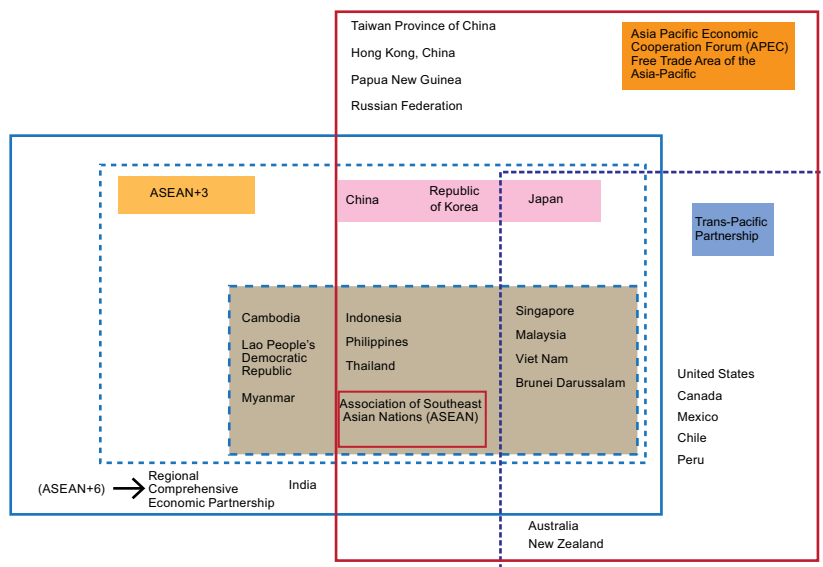 Taiwan Province of China
Hong Kong, China
Papua New Guinea
Russian Federation
Asia Pacific Economic
Cooperation Forum (APEC)
Free Trade Area of the
Asia-Pacific
ASEAN+3
China
Republic
of Korea
Japan
Trans-Pacific
Partnership
Cambodia
Lao People’s
Democratic
Republic
Myanmar
Indonesia
Philippines
Thailand
Association of Southeast
Asian Nations (ASEAN)
Singapore
Malaysia
Viet Nam
Brunei Darussalam
United States
Canada
Mexico
Chile
Peru
(ASEAN+6)
Regional
Comprehensive
Economic Partnership
India
Australia
New Zealand